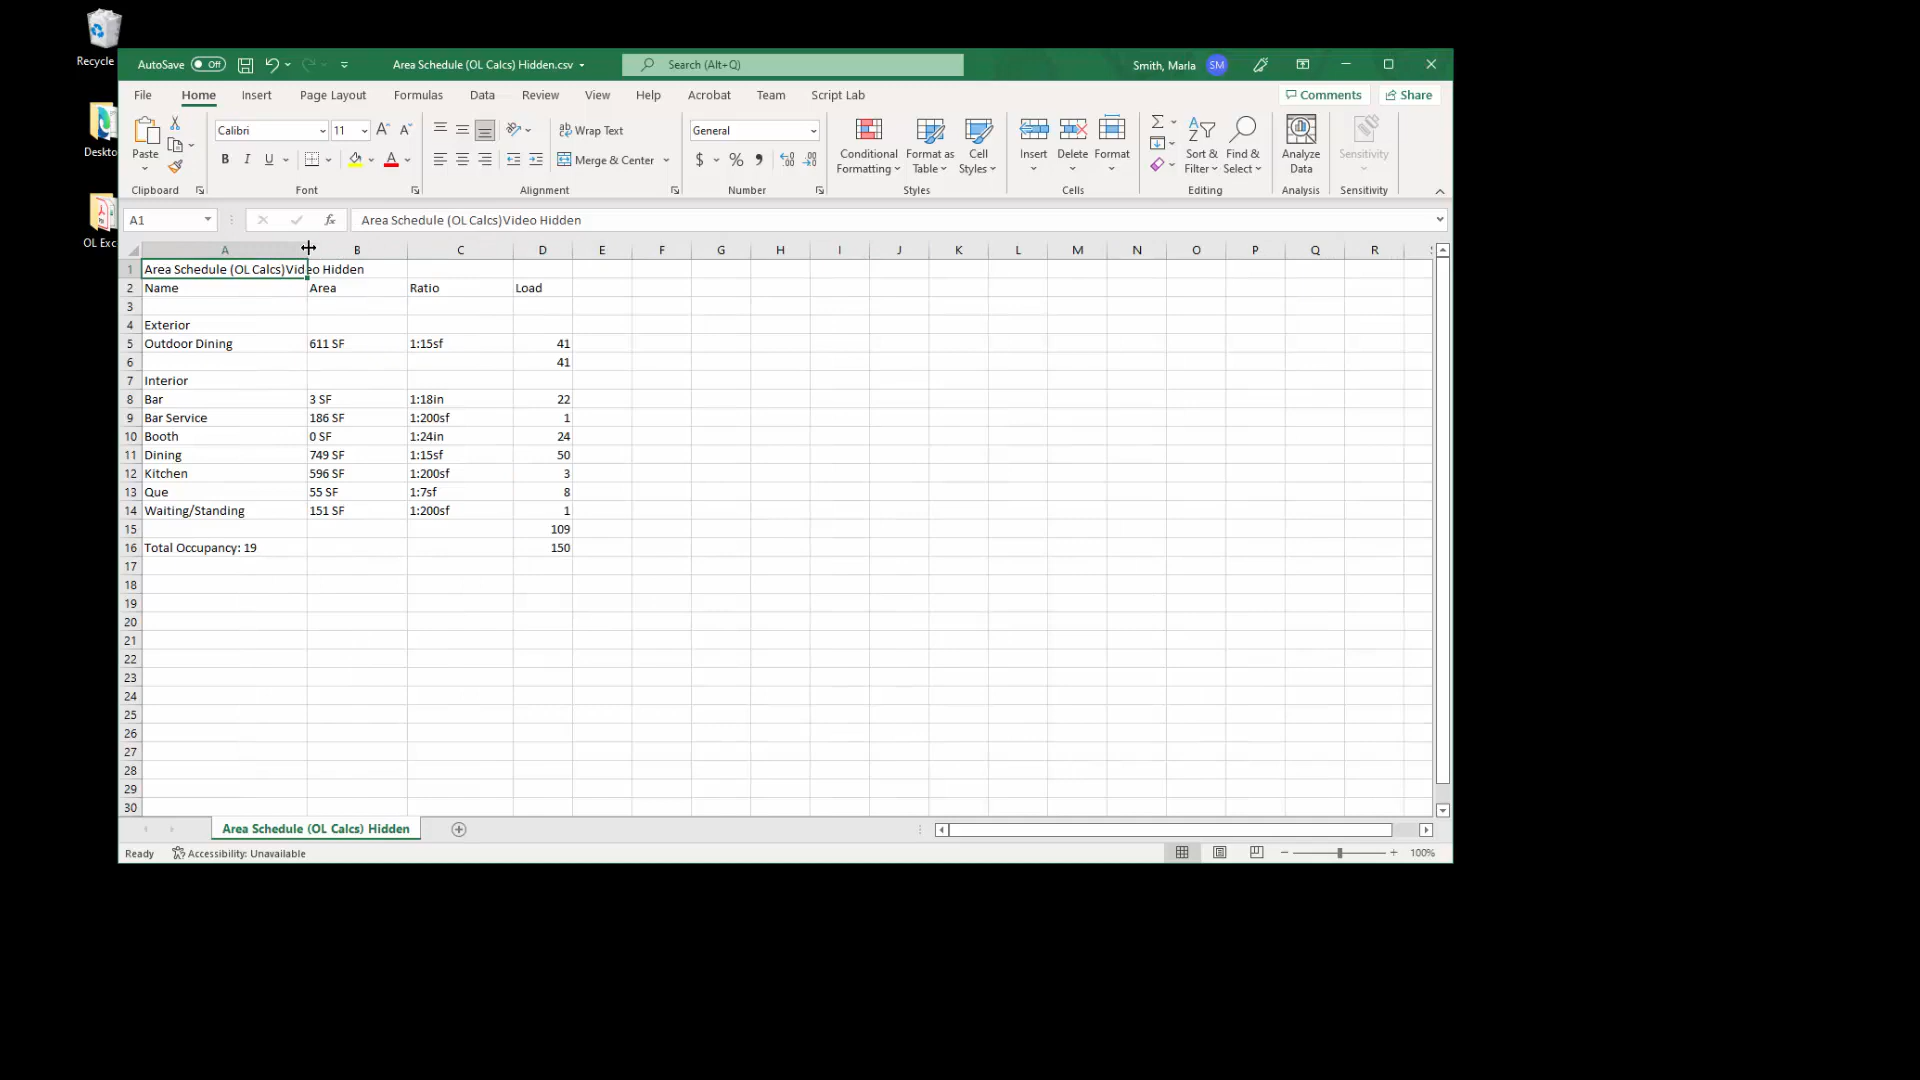 Recycle
Deskto
OL Exc
AutoSave Off Area Schedule (OL Calcs) Hidden.csv Search (Alt+Q) Smith, Marla SM
File Home Insert Page Layout Formulas Data Review View Help Acrobat Team Script Lab Comments Share
Paste Calibri 11 Wrap Text General Conditional Formatting Format as Table Cell Styles Insert Delete Format Sort & Filter Find & Select Analyze Data Sensitivity
B I U A Merge & Center $ % ,
Clipboard Font Alignment Number Styles Cells Editing Analysis Sensitivity
A1 fx Area Schedule (OL Calcs)Video Hidden
A B C D E F G H I J K L M N O P Q R
1 Area Schedule (OL Calcs)Video Hidden
2 Name Area Ratio Load
3
4 Exterior
5 Outdoor Dining 611 SF 1:15sf 41
6 41
7 Interior
8 Bar 3 SF 1:18in 22
9 Bar Service 186 SF 1:200sf 1
10 Booth 0 SF 1:24in 24
11 Dining 749 SF 1:15sf 50
12 Kitchen 596 SF 1:200sf 3
13 Que 55 SF 1:7sf 8
14 Waiting/Standing 151 SF 1:200sf 1
15 109
16 Total Occupancy: 19 150
17
18
19
20
21
22
23
24
25
26
27
28
29
30
Area Schedule (OL Calcs) Hidden
Ready Accessibility: Unavailable 100%